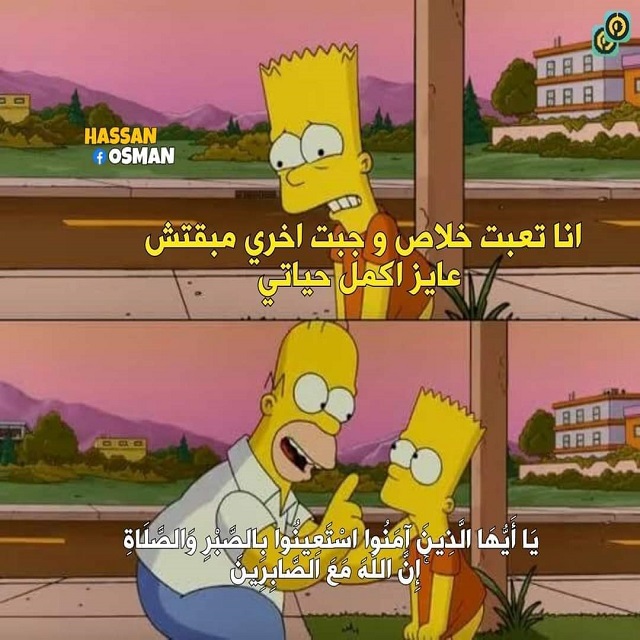 HASSAN
OSMAN
انا تعبت خلاص و جبت اخري مبقتش
عايز اكمل حياتي
يَا أَيُّهَا الَّذِينَ آمَنُوا اسْتَعِينُوا بِالصَّبْرِ وَالصَّلَاةِ
ۚ إِنَّ اللَّهَ مَعَ الصَّابِرِينَ